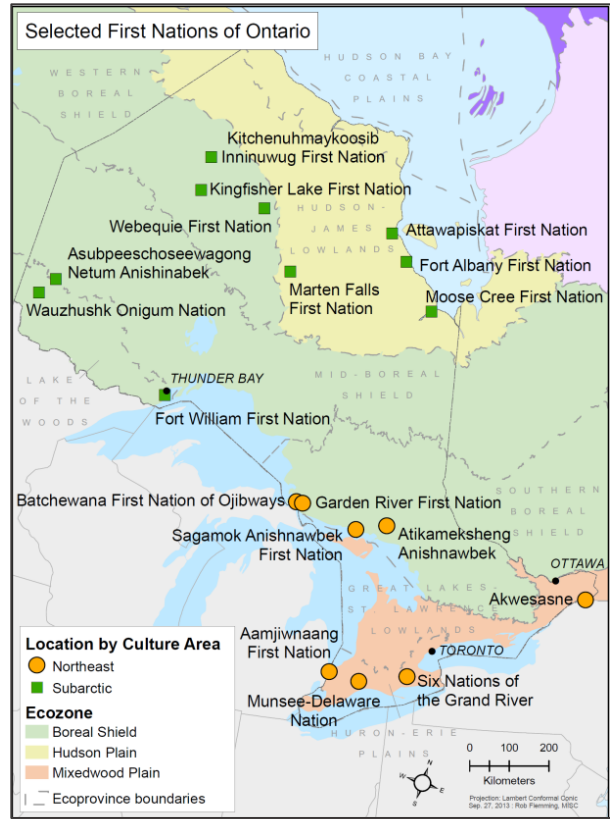 Selected First Nations of Ontario
HUDSON BAY
COASTAL
PLAINS
WESTERN
BOREAL
SHIELD
Kitchenuhmaykoosib
Inninuwug First Nation
Kingfisher Lake First Nation
Webequie First Nation
HUDSON-
JAMES
LOWLANDS
Attawapiskat First Nation
Asubpeeschoseewagong
Netum Anishinabek
Fort Albany First Nation
Marten Falls
First Nation
Moose Cree First Nation
Wauzhushk Onigum Nation
MID-BOREAL
SHIELD
LAKE
OF THE
WOODS
THUNDER BAY
Fort William First Nation
Batchewana First Nation of Ojibways
Garden River First Nation
SOUTHERN
BOREAL
SHIELD
Sagamok Anishnawbek
First Nation
Atikameksheng
Anishnawbek
OTTAWA
GREAT LAKES-
ST. LAWRENCE
LOWLANDS
Akwesasne
Aamjiwnaang
First Nation
TORONTO
Munsee-Delaware
Nation
Six Nations of
the Grand River
HURON-ERIE
PLAINS
Location by Culture Area
Northeast
Subarctic
Ecozone
Boreal Shield
Hudson Plain
Mixedwood Plain
Ecoprovince boundaries
N
W
E
S
0 50 100 200
Kilometers
Projection: Lambert Conformal Conic
Sep. 27, 2013 ; Rob Flemming, MISC